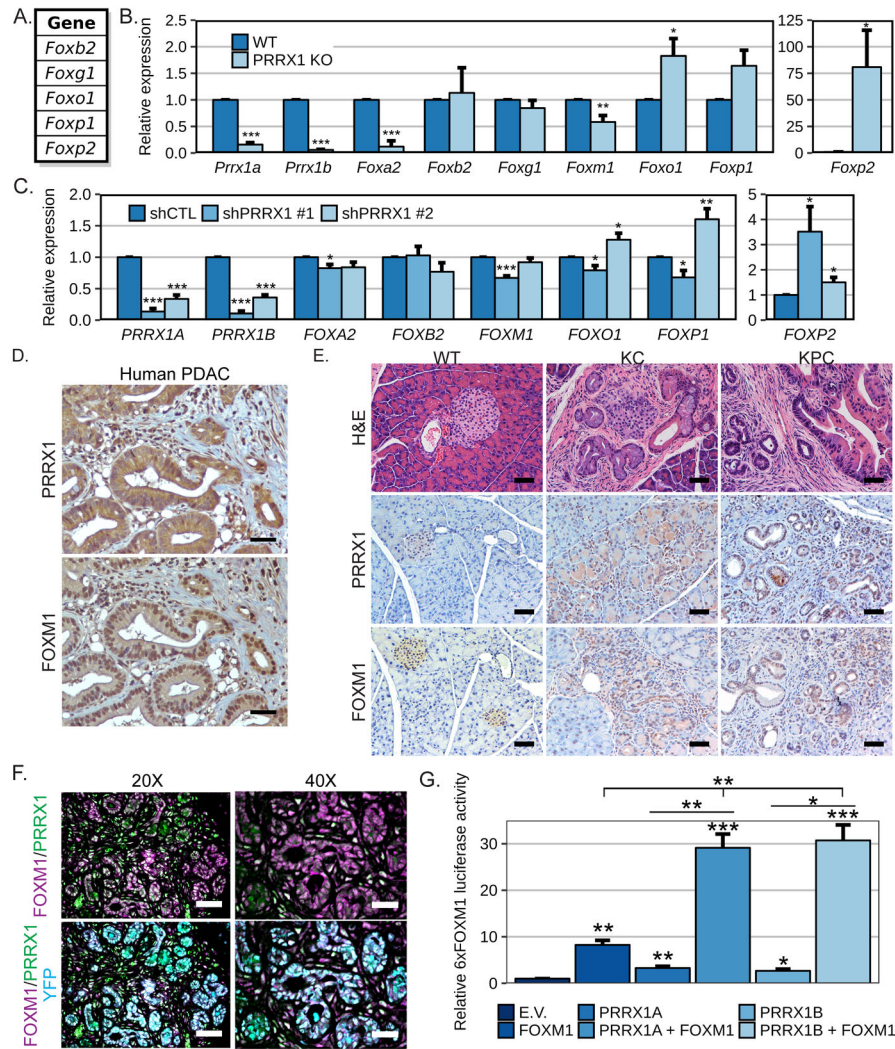 A.
Gene
Foxb2
Foxg1
Foxo1
Foxp1
Foxp2
B.
Relative expression
2.5
2.0
1.5
1.0
0.5
0.0
WT
PRRX1 KO
*** *** *** ** *
Prrx1a Prrx1b Foxa2 Foxb2 Foxg1 Foxm1 Foxo1 Foxp1
125
100
75
50
25
0
*
Foxp2
C.
Relative expression
2.0
1.5
1.0
0.5
0.0
shCTL shPRRX1 #1 shPRRX1 #2
*** *** *** *** * *** * * * **
PRRX1A PRRX1B FOXA2 FOXB2 FOXM1 FOXO1 FOXP1
5
4
3
2
1
0
* *
FOXP2
D.
Human PDAC
PRRX1
FOXM1
E.
WT KC KPC
H&E
PRRX1
FOXM1
F.
20X 40X
FOXM1/PRRX1
FOXM1/PRRX1
YFP
G.
Relative 6xFOXM1 luciferase activity
30
20
10
0
**
** *
** ** *** * ***
E.V. PRRX1A PRRX1B
FOXM1 PRRX1A + FOXM1 PRRX1B + FOXM1